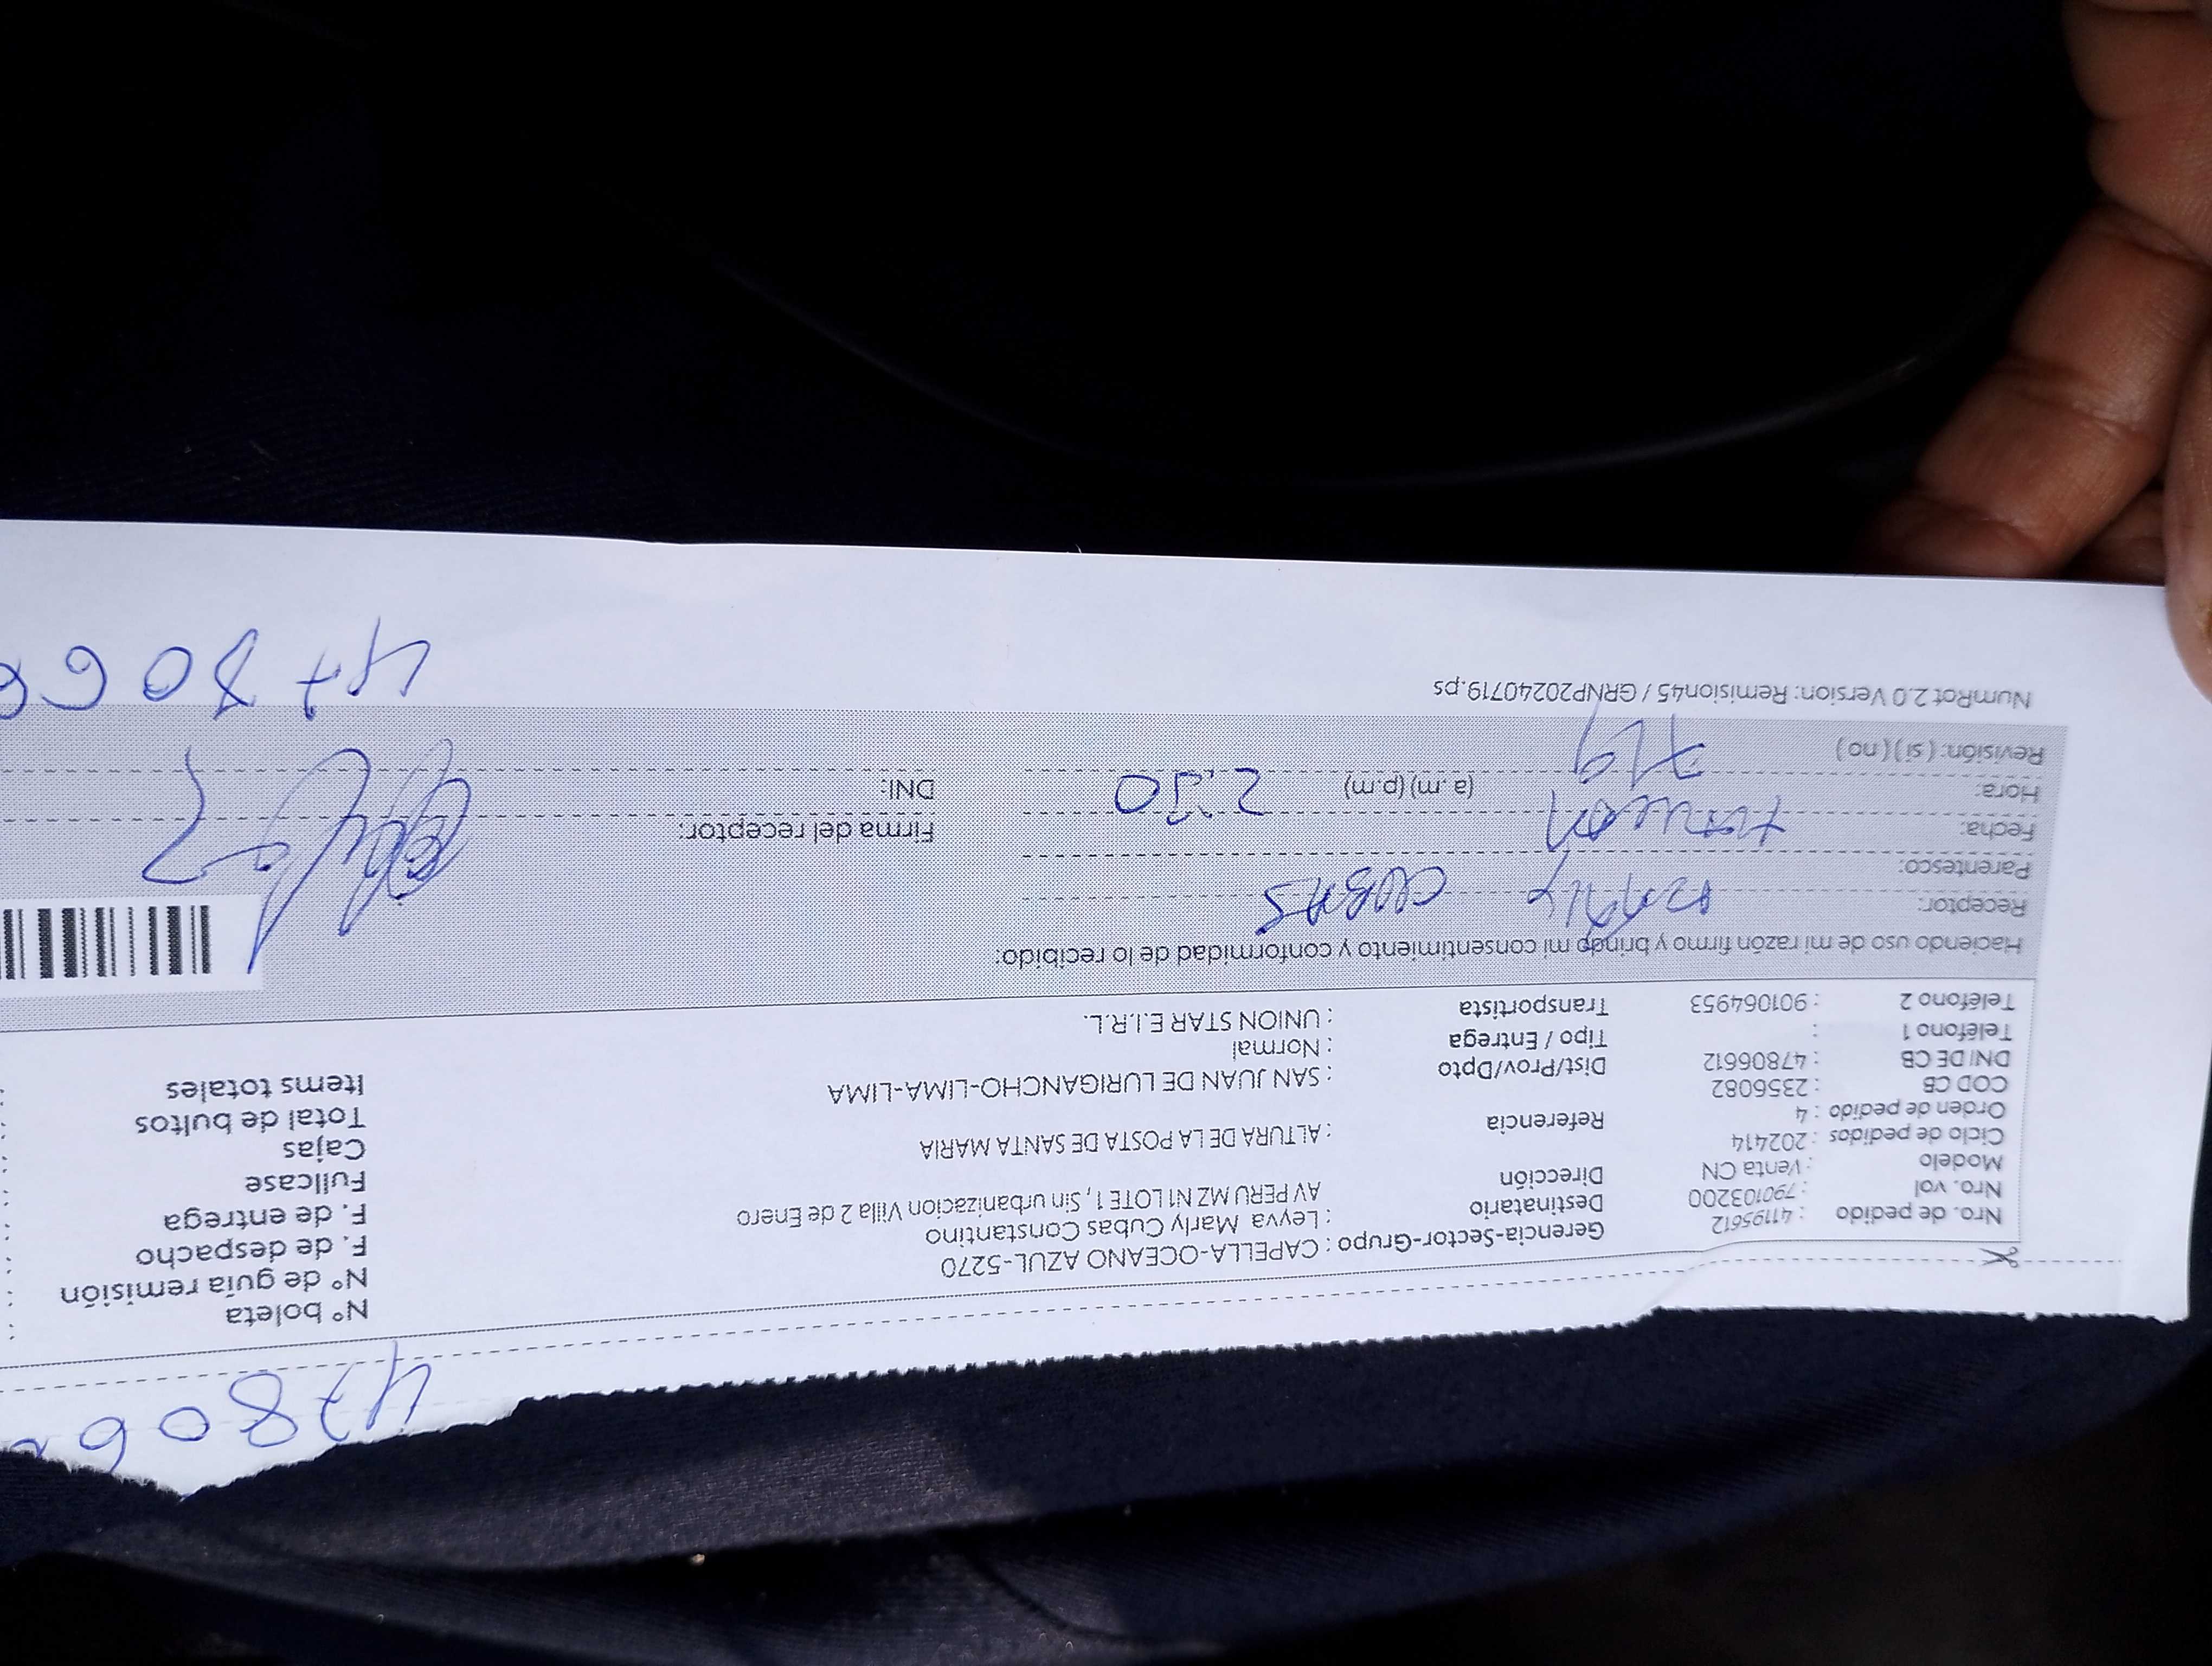 47806
Nro. de pedido : 41195612 Gerencia-Sector-Grupo : CAPELLA-OCEANO AZUL-5270 N° boleta :
Nro. vol : 790103200 Destinatario : Leyva Marly Cubas Constantino N° de guía remisión :
Modelo : Venta CN Dirección AV PERU MZ N1 LOTE 1, Sin urbanizacion Villa 2 de Enero F. de despacho :
Ciclo de pedidos : 202414 F. de entrega :
Orden de pedido : 4 Referencia : ALTURA DE LA POSTA DE SANTA MARIA Fullcase :
COD CB : 2356082 Cajas :
DNI DE CB : 47806612 Dist/Prov/Dpto : SAN JUAN DE LURIGANCHO-LIMA-LIMA Total de bultos :
Teléfono 1 : Tipo / Entrega : Normal Items totales :
Teléfono 2 : 901064953 Transportista : UNION STAR E.I.R.L.
Haciendo uso de mi razón firmo y brindo mi consentimiento y conformidad de lo recibido:
Receptor: CUBAS
Parentesco:
Fecha: Firma del receptor:
Hora: (a.m) (p.m) 2:30 DNI:
Revisión: ( si ) ( no ) 719
NumRot 2.0 Version: Remision45 / GRNP20240719.ps
47806